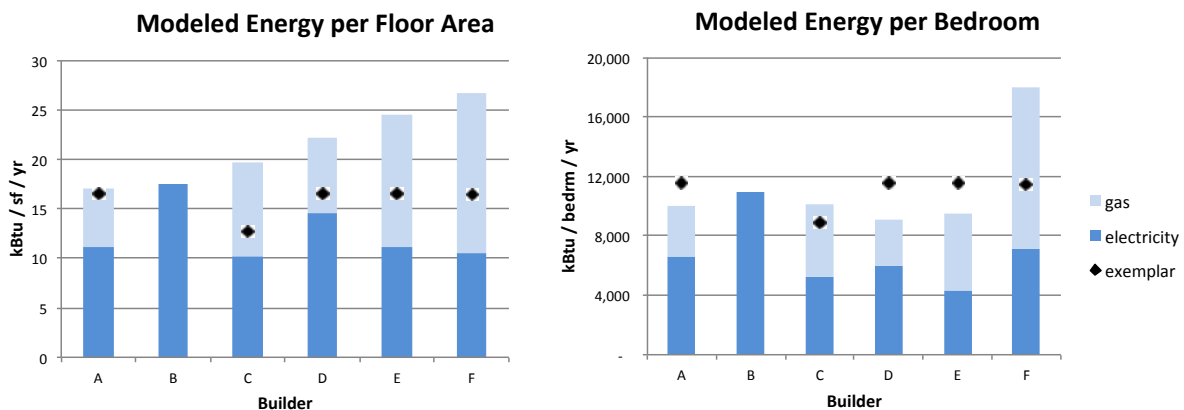 Modeled Energy per Floor Area
kBtu / sf / yr
30
25
20
15
10
5
0
A B C D E F
Builder
Modeled Energy per Bedroom
kBtu / bedrm / yr
20,000
16,000
12,000
8,000
4,000
-
A B C D E F
Builder
gas
electricity
exemplar